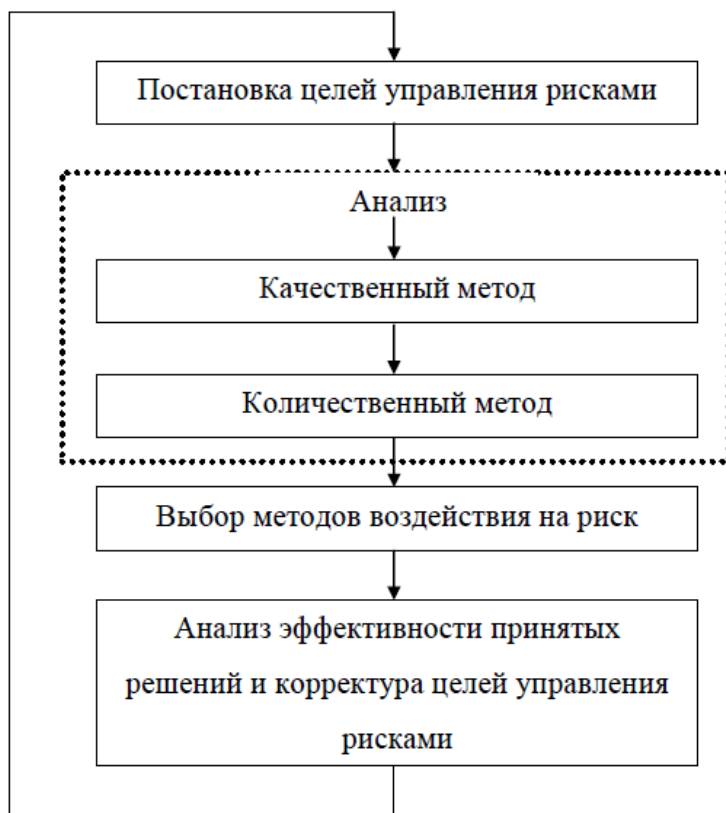 Постановка целей управления рисками
Анализ
Качественный метод
Количественный метод
Выбор методов воздействия на риск
Анализ эффективности принятых
решений и корректура целей управления
рисками